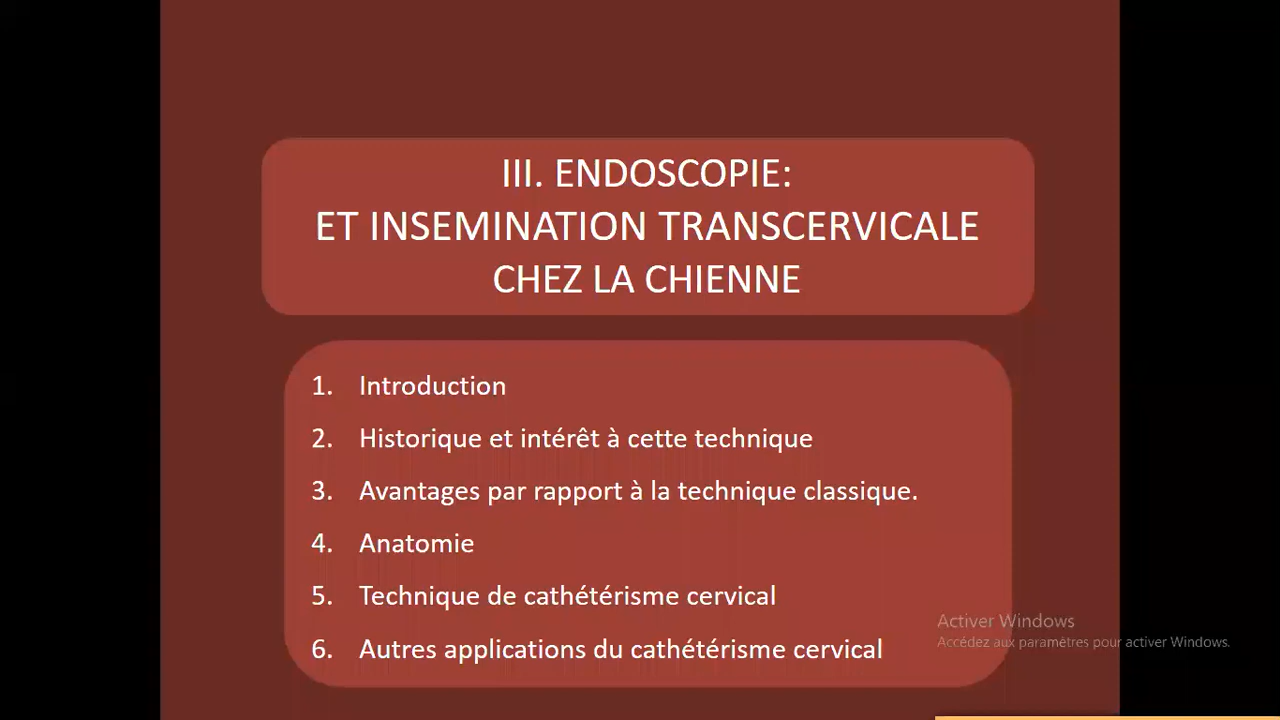 III. ENDOSCOPIE:
ET INSEMINATION TRANSCERVICALE
CHEZ LA CHIENNE
1. Introduction
2. Historique et intérêt à cette technique
3. Avantages par rapport à la technique classique.
4. Anatomie
5. Technique de cathétérisme cervical
6. Autres applications du cathétérisme cervical
Activer Windows
Accédez aux paramètres pour activer Windows.